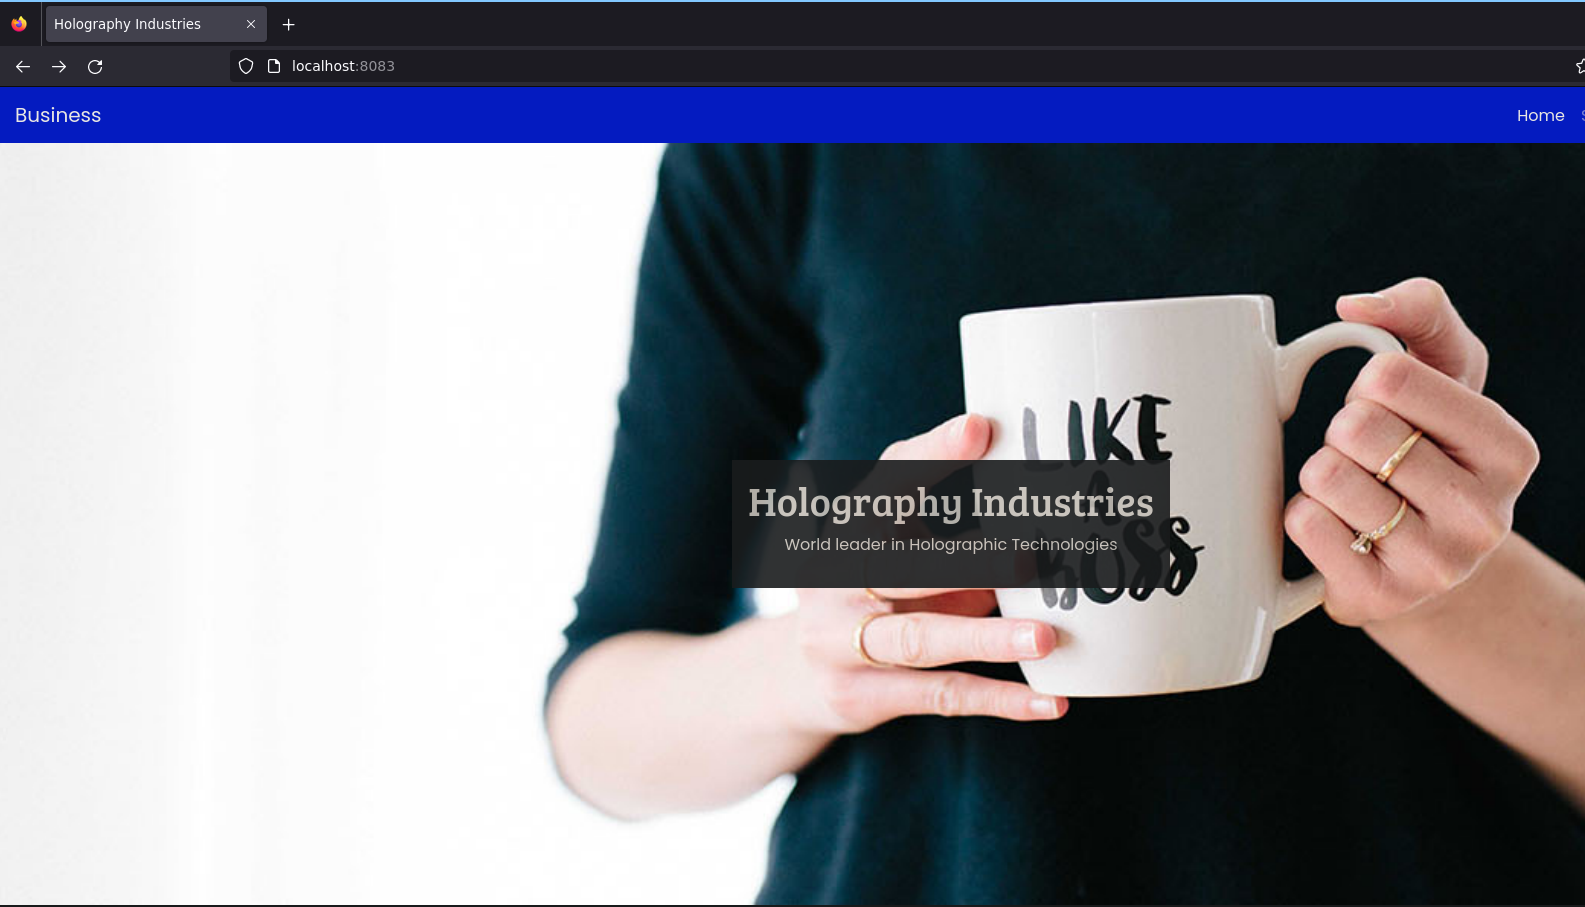 Holography Industries
localhost:8083
Business
Home
LIKE
Holography Industries
World leader in Holographic Technologies
BOSS